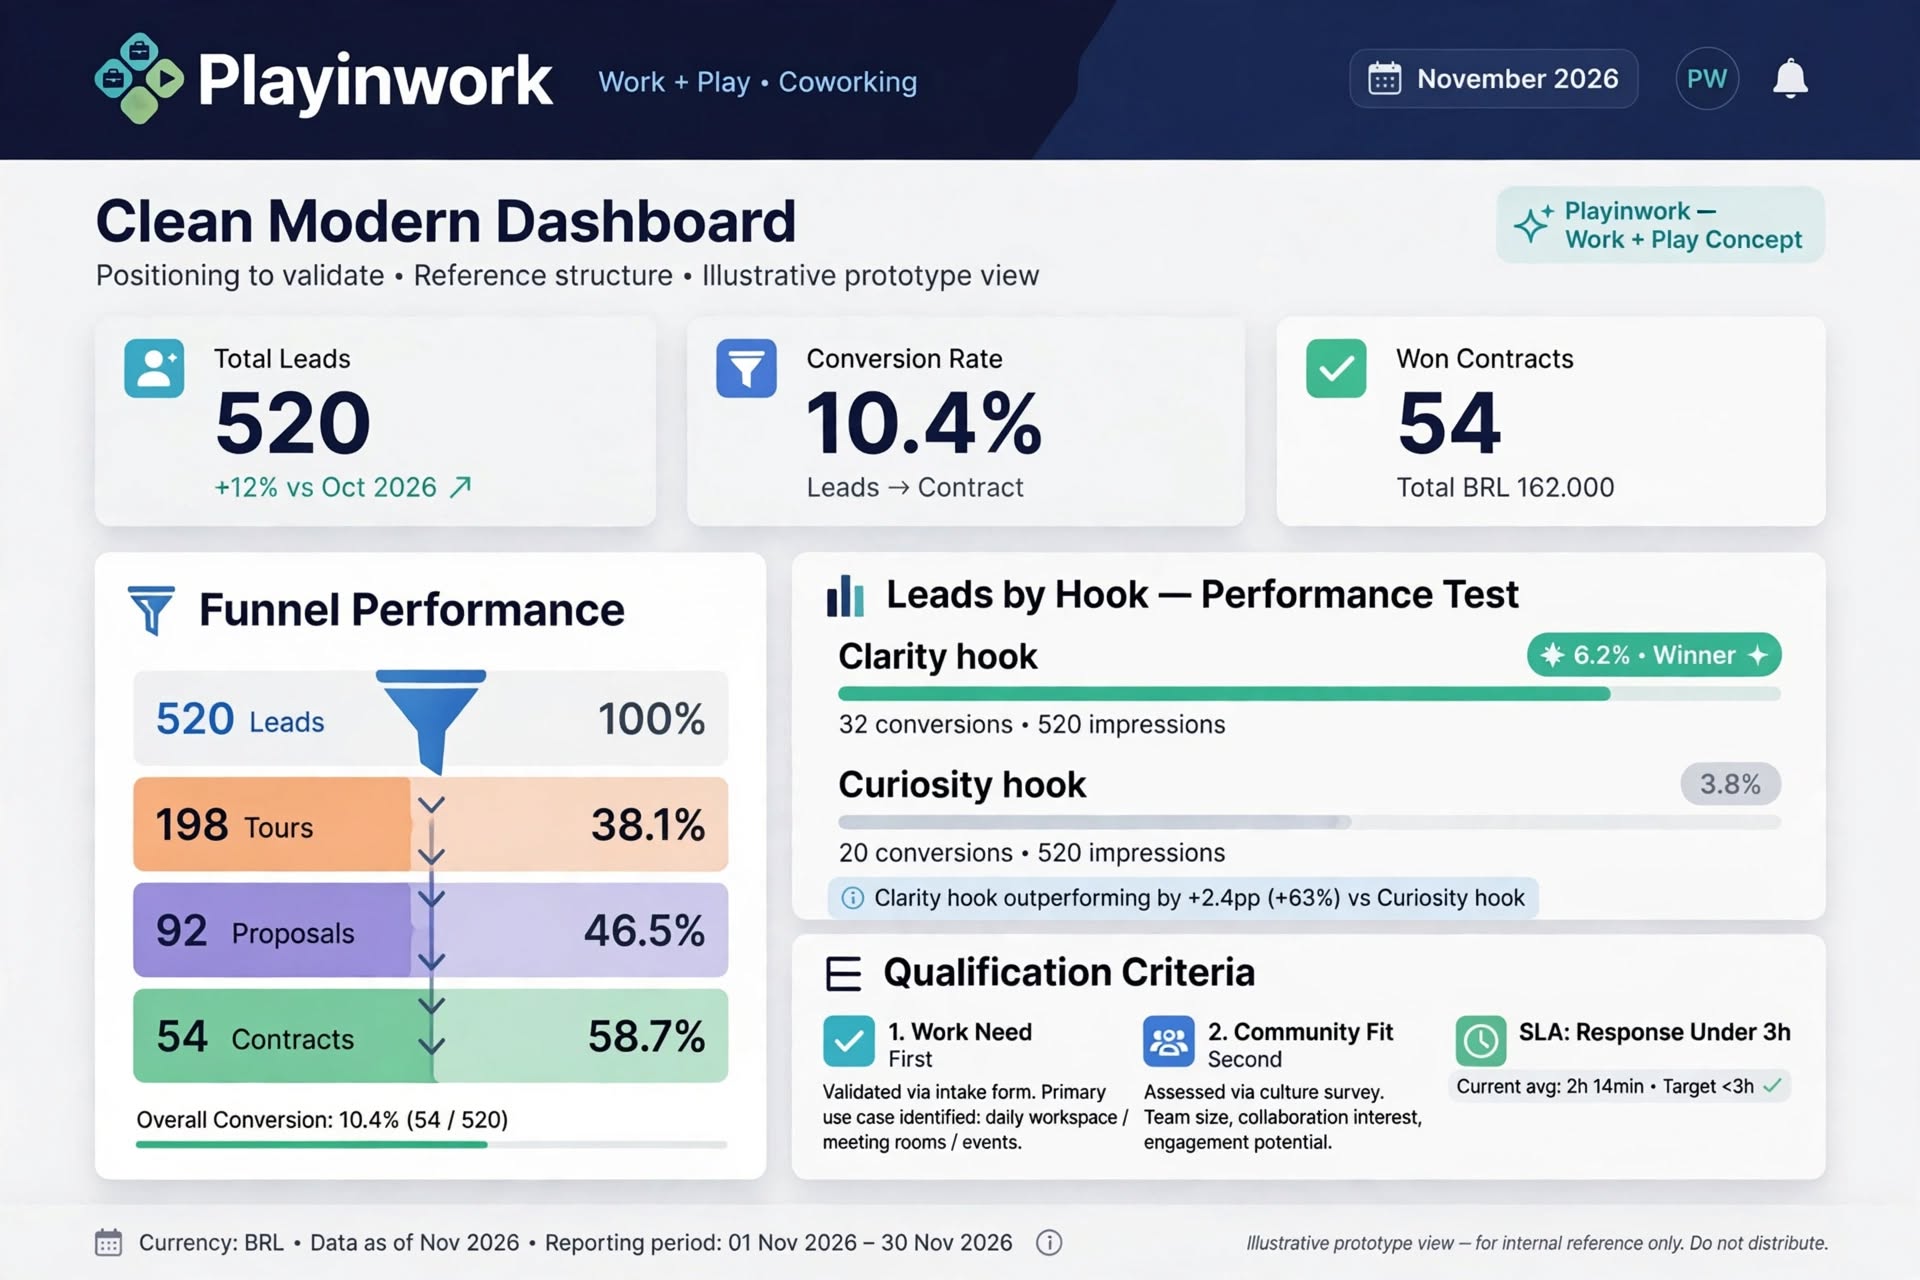 Playinwork
Work + Play • Coworking
November 2026
PW
Clean Modern Dashboard
Positioning to validate • Reference structure • Illustrative prototype view
Playinwork —
Work + Play Concept
Total Leads
520
+12% vs Oct 2026 ↗
Conversion Rate
10.4%
Leads → Contract
Won Contracts
54
Total BRL 162.000
Funnel Performance
520 Leads 100%
198 Tours 38.1%
92 Proposals 46.5%
54 Contracts 58.7%
Overall Conversion: 10.4% (54 / 520)
Leads by Hook — Performance Test
Clarity hook
6.2% • Winner
32 conversions • 520 impressions
Curiosity hook
3.8%
20 conversions • 520 impressions
Clarity hook outperforming by +2.4pp (+63%) vs Curiosity hook
Qualification Criteria
1. Work Need
First
Validated via intake form. Primary
use case identified: daily workspace /
meeting rooms / events.
2. Community Fit
Second
Assessed via culture survey.
Team size, collaboration interest,
engagement potential.
SLA: Response Under 3h
Current avg: 2h 14min • Target <3h ✓
Currency: BRL • Data as of Nov 2026 • Reporting period: 01 Nov 2026 – 30 Nov 2026
Illustrative prototype view – for internal reference only. Do not distribute.